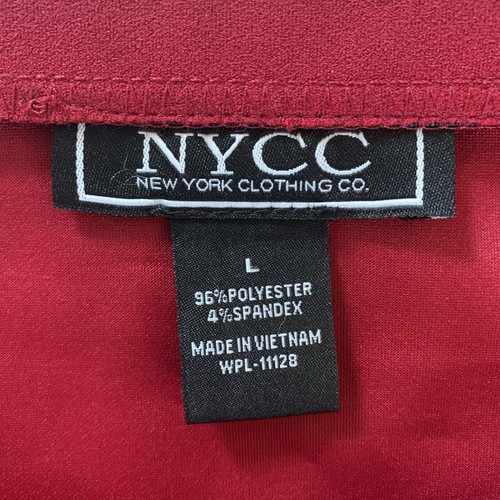 NYCC
NEW YORK CLOTHING CO.
L
96%POLYESTER
4%SPANDEX
MADE IN VIETNAM
WPL-11128